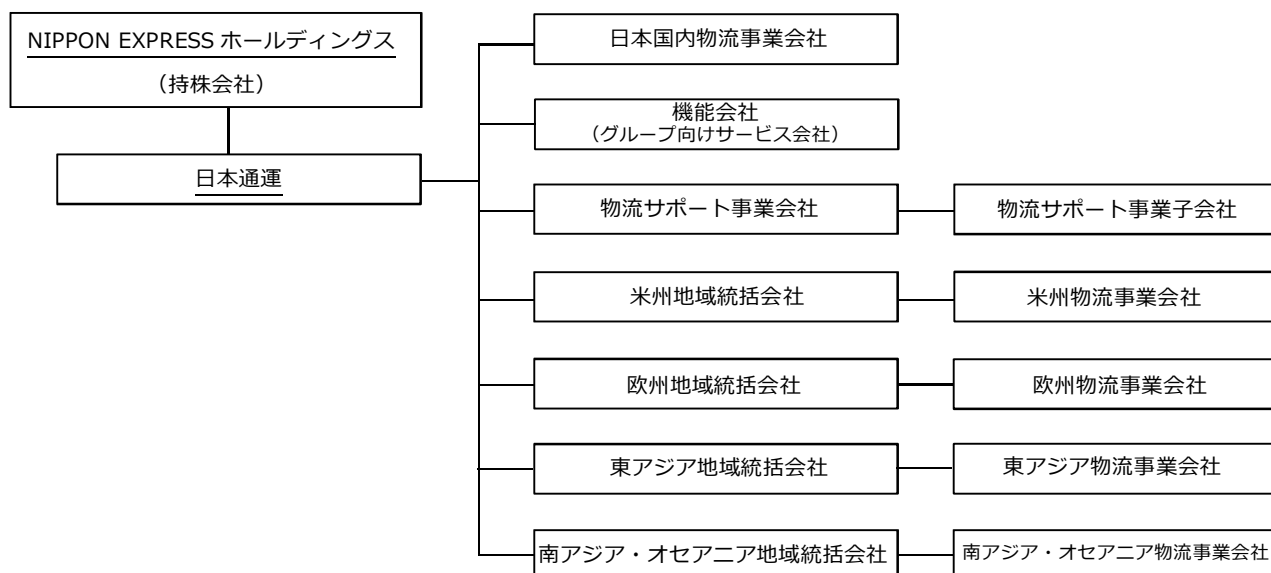 NIPPON EXPRESS ホールディングス
（持株会社）
日本通運
日本国内物流事業会社
機能会社
（グループ向けサービス会社）
物流サポート事業会社
物流サポート事業子会社
米州地域統括会社
米州物流事業会社
欧州地域統括会社
欧州物流事業会社
東アジア地域統括会社
東アジア物流事業会社
南アジア・オセアニア地域統括会社
南アジア・オセアニア物流事業会社